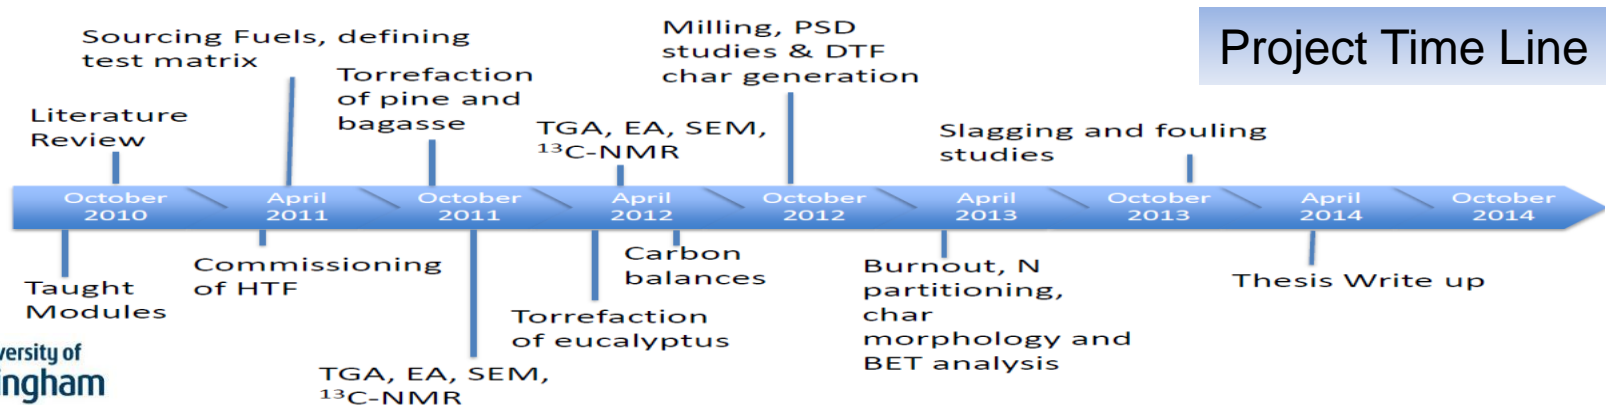 Project Time Line
Sourcing Fuels, defining
test matrix
Milling, PSD
studies & DTF
char generation
Torrefaction
of pine and
bagasse
Literature
Review
TGA, EA, SEM,
¹³C-NMR
Slagging and fouling
studies
October
2010
April
2011
October
2011
April
2012
October
2012
April
2013
October
2013
April
2014
October
2014
Taught
Modules
Commissioning
of HTF
TGA, EA, SEM,
¹³C-NMR
Torrefaction
of eucalyptus
Carbon
balances
Burnout, N
partitioning,
char
morphology and
BET analysis
Thesis Write up
versity of
ingham